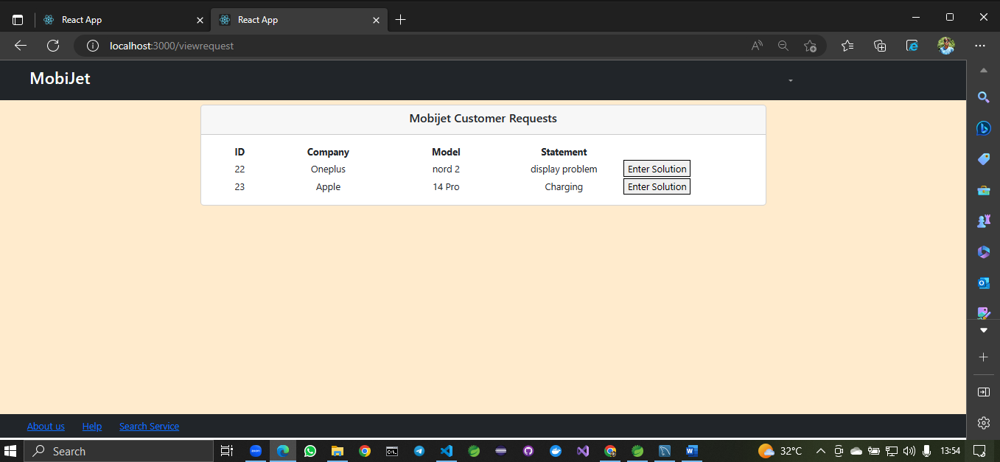 React App
React App
localhost:3000/viewrequest
MobiJet
Mobijet Customer Requests
ID Company Model Statement
22 Oneplus nord 2 display problem Enter Solution
23 Apple 14 Pro Charging Enter Solution
About us Help Search Service
Search 32°C 13:54